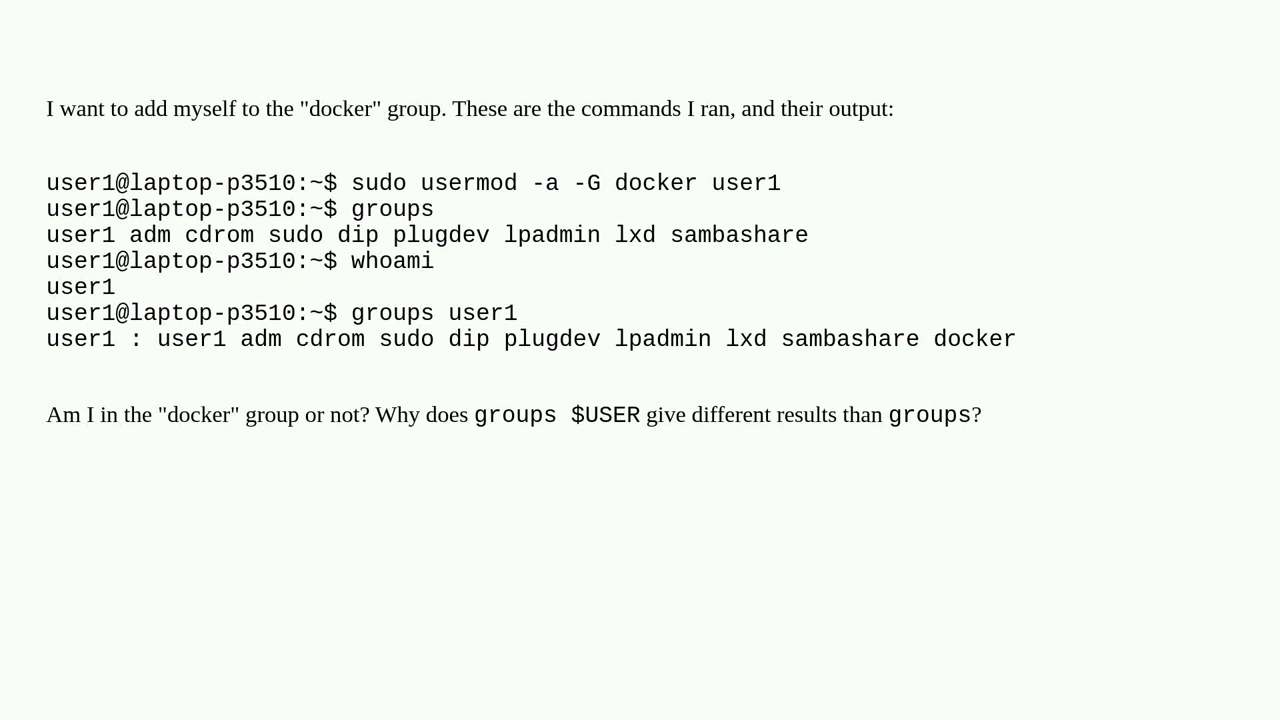 I want to add myself to the "docker" group. These are the commands I ran, and their output:
user1@laptop-p3510:~$ sudo usermod -a -G docker user1
user1@laptop-p3510:~$ groups
user1 adm cdrom sudo dip plugdev lpadmin lxd sambashare
user1@laptop-p3510:~$ whoami
user1
user1@laptop-p3510:~$ groups user1
user1 : user1 adm cdrom sudo dip plugdev lpadmin lxd sambashare docker
Am I in the "docker" group or not? Why does groups $USER give different results than groups?